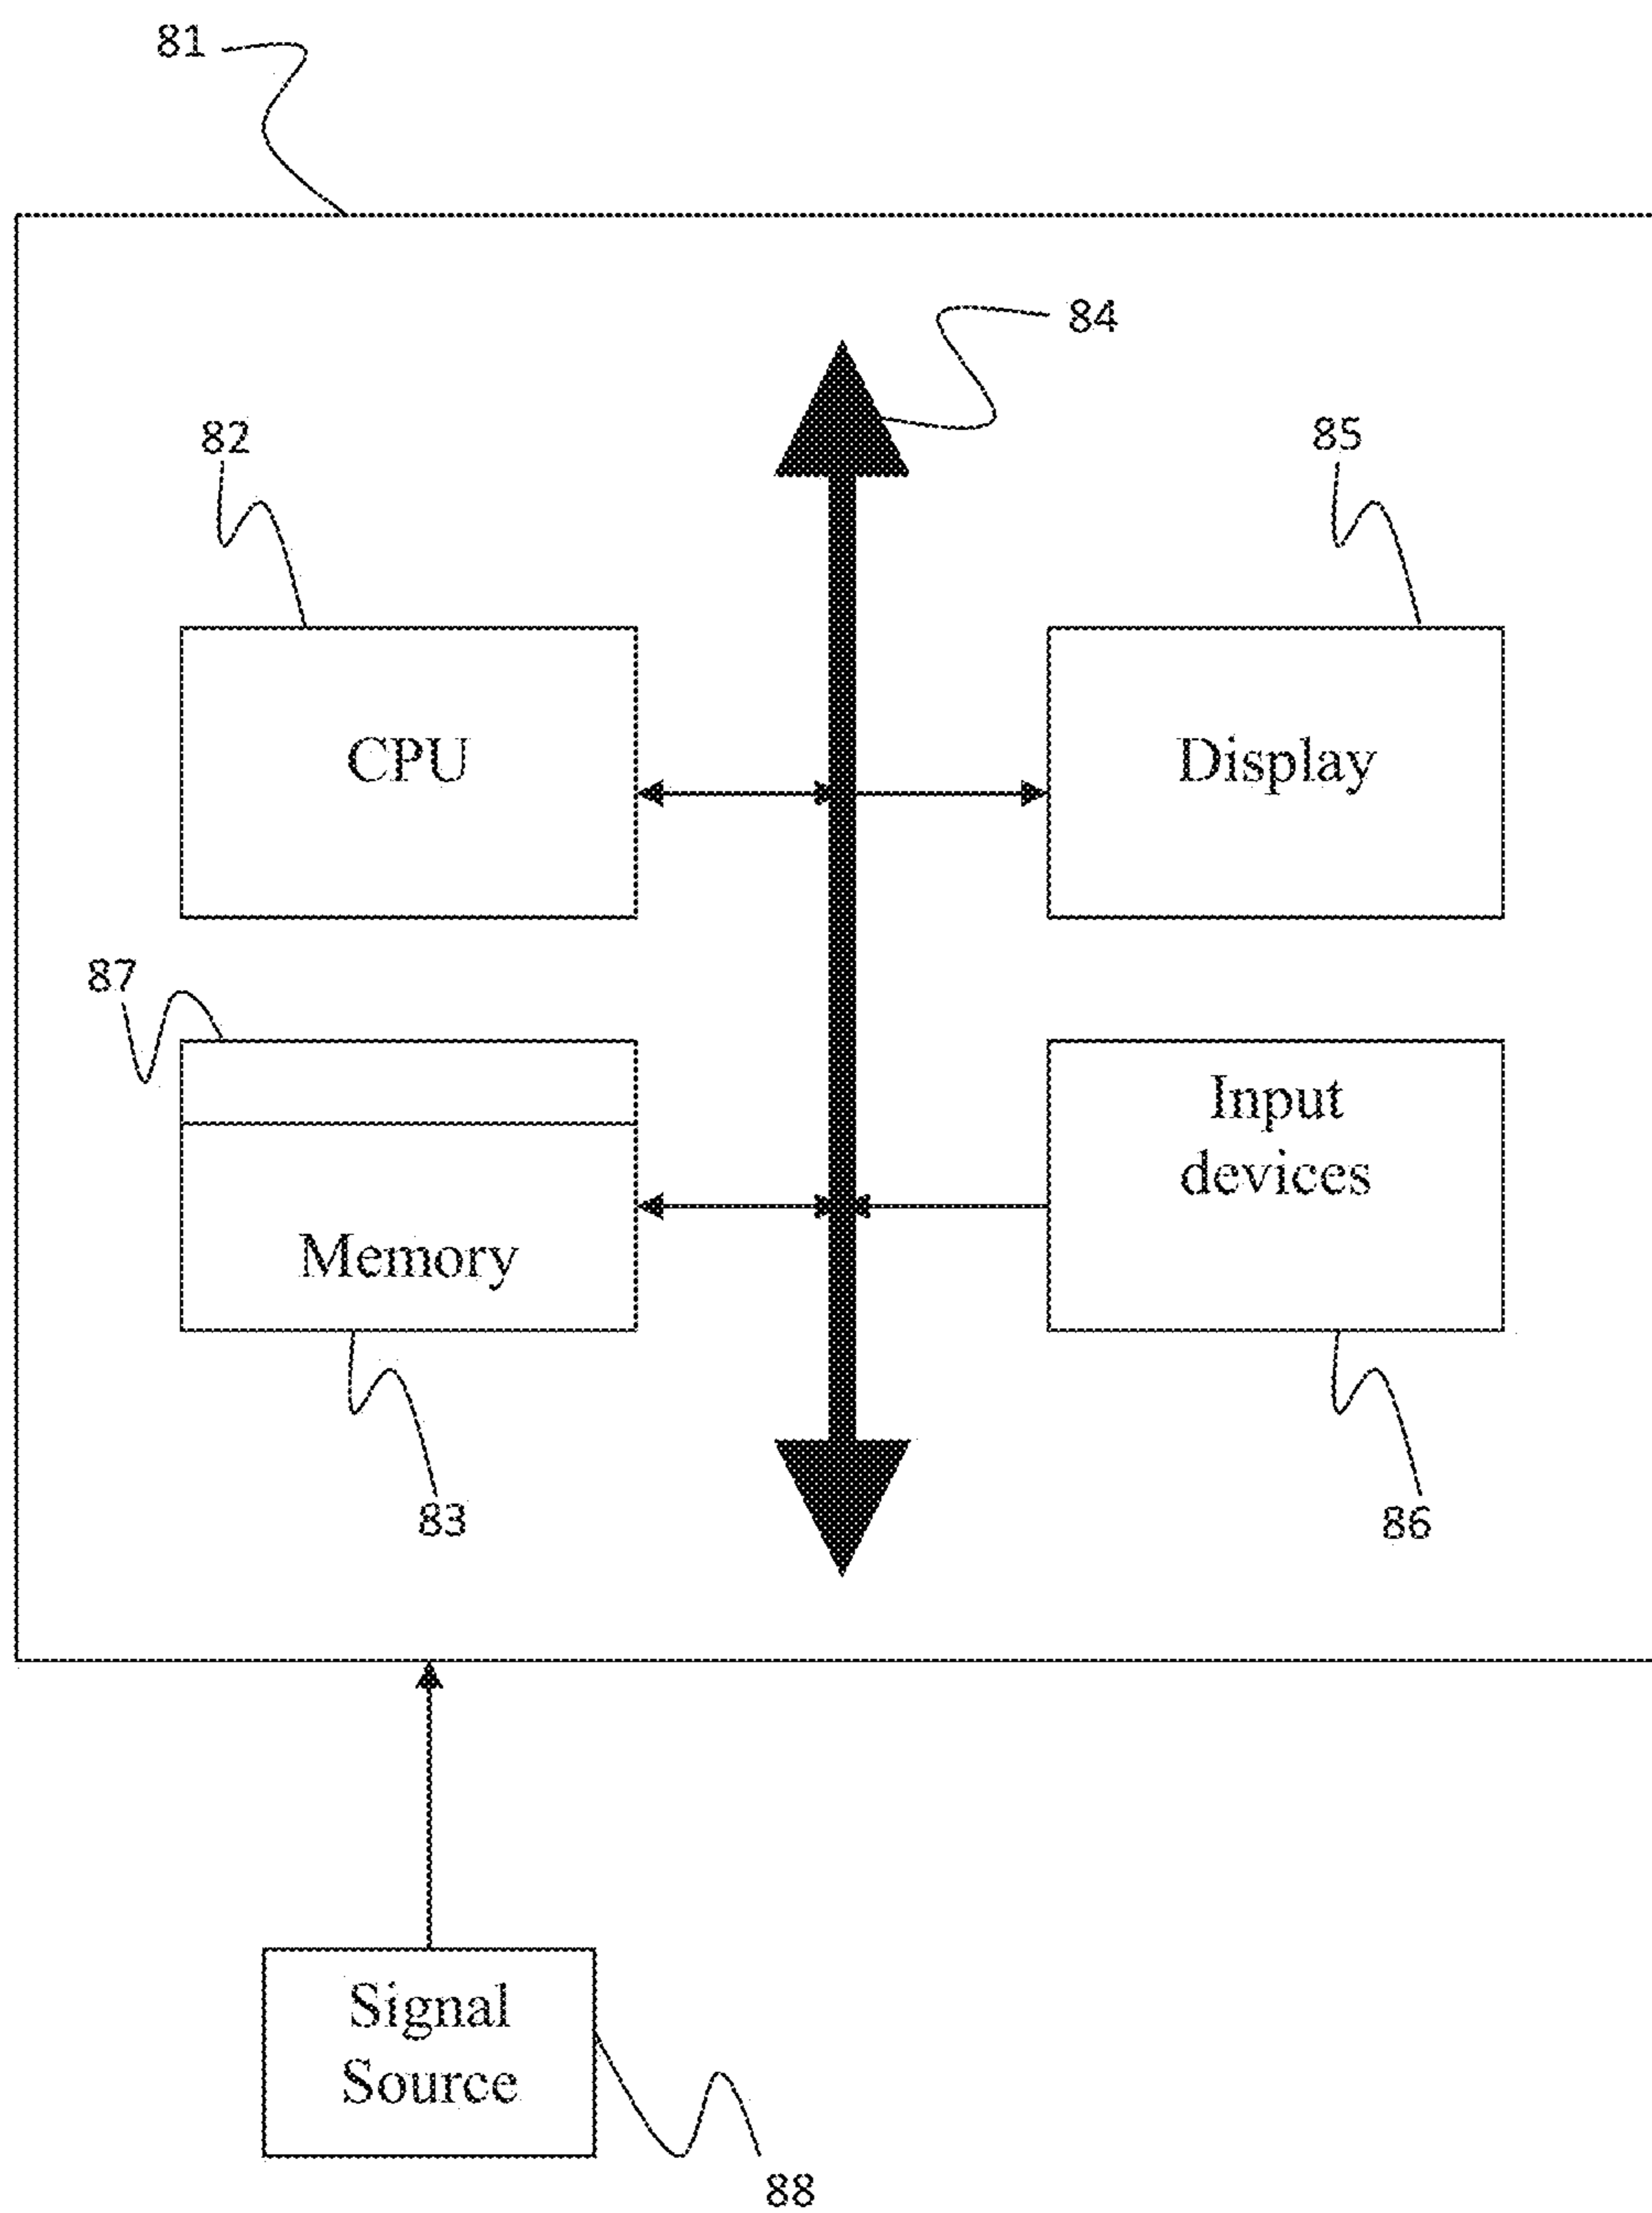 81
84
82
85
CPU
Display
87
Input
devices
Memory
83
86
Signal
Source
88